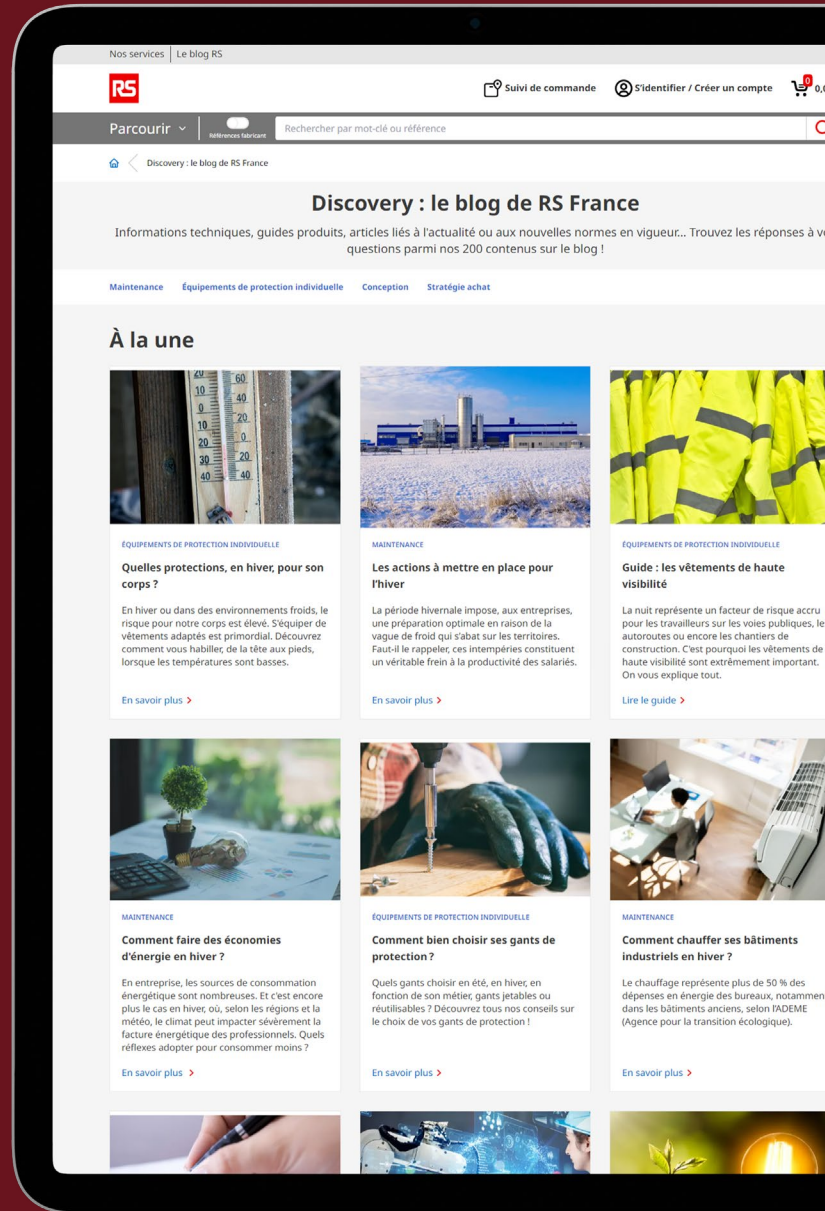 Nos services
Le blog RS
RS
Suivi de commande
S'identifier / Créer un compte
0
Parcourir
Références fabricant
Rechercher par mot-clé ou référence
Discovery : le blog de RS France
Discovery : le blog de RS France
Informations techniques, guides produits, articles liés à l'actualité ou aux nouvelles normes en vigueur... Trouvez les réponses à
questions parmi nos 200 contenus sur le blog !
Maintenance
Équipements de protection individuelle
Conception
Stratégie achat
À la une
ÉQUIPEMENTS DE PROTECTION INDIVIDUELLE
Quelles protections, en hiver, pour son
corps ?
En hiver ou dans des environnements froids, le
risque pour notre corps est élevé. S'équiper de
vêtements adaptés est primordial. Découvrez
comment vous habiller, de la tête aux pieds,
lorsque les températures sont basses.
En savoir plus
MAINTENANCE
Les actions à mettre en place pour
l'hiver
La période hivernale impose, aux entreprises,
une préparation optimale en raison de la
vague de froid qui s'abat sur les territoires.
Faut-il le rappeler, ces intempéries constituent
un véritable frein à la productivité des salariés.
En savoir plus
ÉQUIPEMENTS DE PROTECTION INDIVIDUELLE
Guide : les vêtements de haute
visibilité
La nuit représente un facteur de risque accru
pour les travailleurs sur les voies publiques, le
autoroutes ou encore les chantiers de
construction. C'est pourquoi les vêtements de
haute visibilité sont extrêmement important.
On vous explique tout.
Lire le guide
MAINTENANCE
Comment faire des économies
d'énergie en hiver ?
En entreprise, les sources de consommation
énergétique sont nombreuses. Et c'est encore
plus le cas en hiver, où, selon les régions et la
météo, le climat peut impacter sévèrement la
facture énergétique des professionnels. Quels
réflexes adopter pour consommer moins ?
En savoir plus
ÉQUIPEMENTS DE PROTECTION INDIVIDUELLE
Comment bien choisir ses gants de
protection ?
Quels gants choisir en été, en hiver, en
fonction de son métier, gants jetables ou
réutilisables ? Découvrez tous nos conseils sur
le choix de vos gants de protection !
En savoir plus
MAINTENANCE
Comment chauffer ses bâtiments
industriels en hiver ?
Le chauffage représente plus de 50 % des
dépenses en énergie des bureaux, notammen
dans les bâtiments anciens, selon l'ADEME
(Agence pour la transition écologique).
En savoir plus